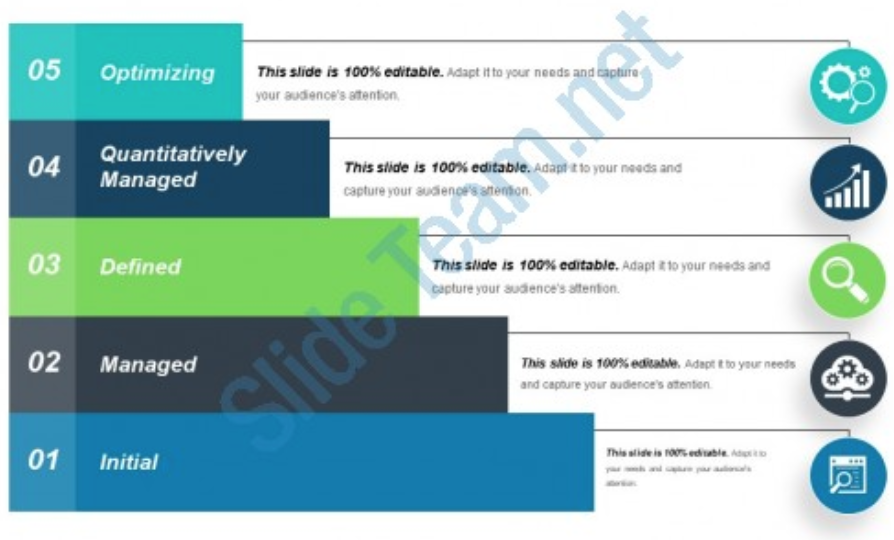 05
Optimizing
This slide is 100% editable. Adapt it to your needs and capture
your audience's attention.
04
Quantitatively
Managed
This slide is 100% editable. Adapt it to your needs and
capture your audience's attention.
03
Defined
This slide is 100% editable. Adapt it to your needs and
capture your audience's attention.
02
Managed
This slide is 100% editable. Adapt it to your needs
and capture your audience's attention.
01
Initial
This slide is 100% editable. Adapt it to
your needs and capture your audience's
attention.
Slide Team.net